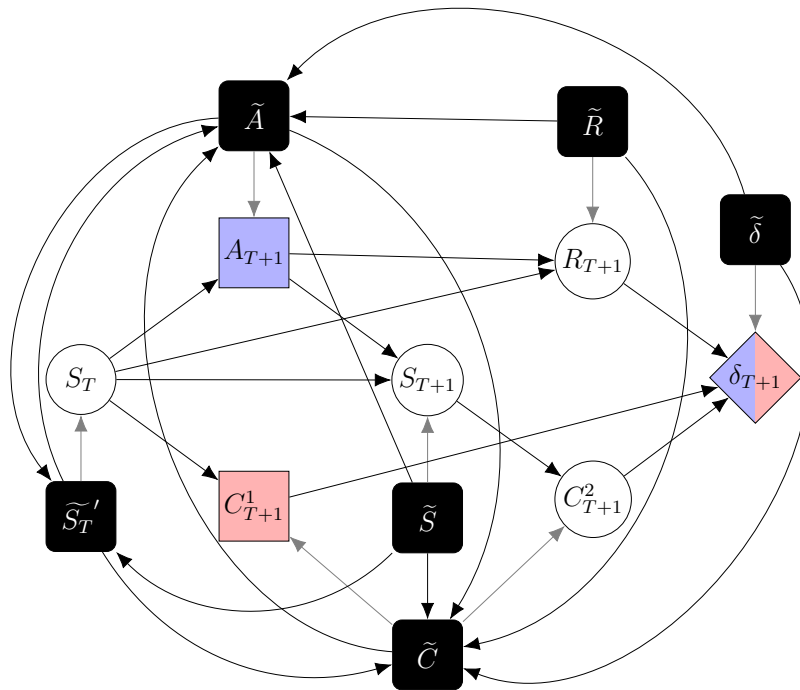 Ã
R̃
δ̃
A_{T+1}
R_{T+1}
S_T
S_{T+1}
δ_{T+1}
S̃_T′
C^1_{T+1}
S̃
C^2_{T+1}
C̃